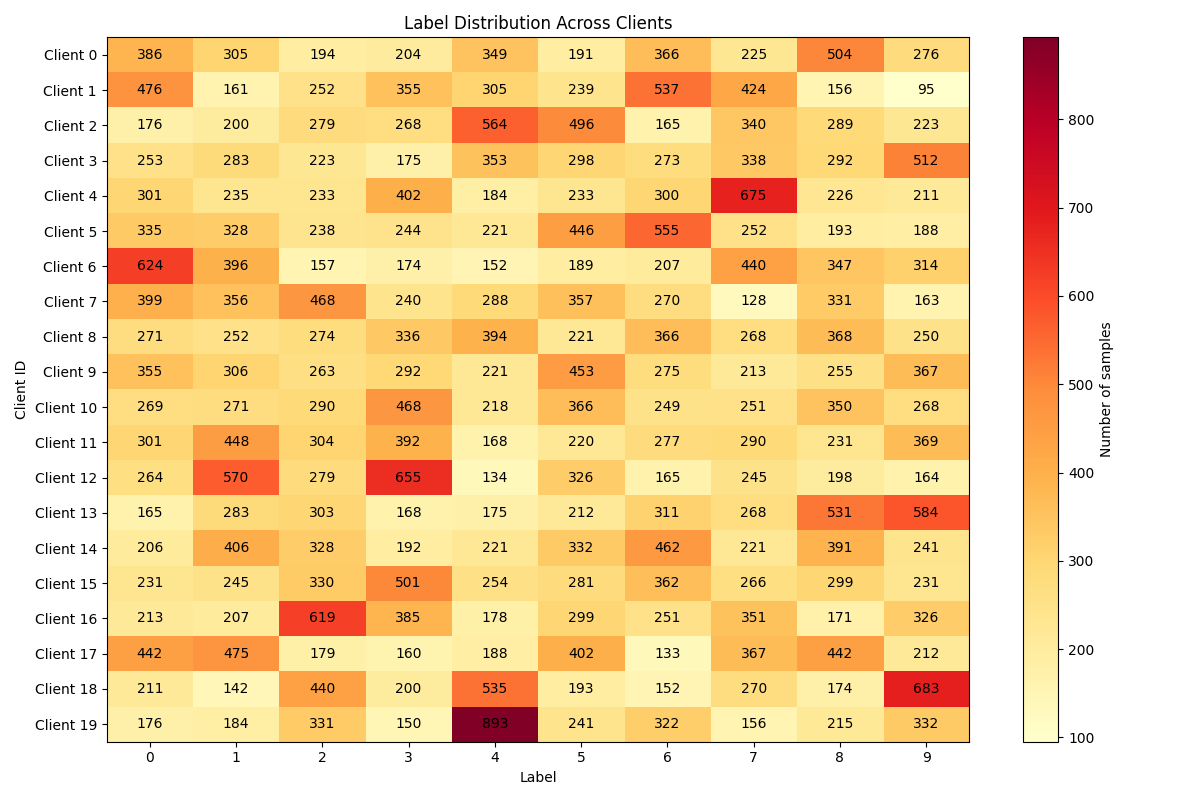 Label Distribution Across Clients
Client 0 386 305 194 204 349 191 366 225 504 276
Client 1 476 161 252 355 305 239 537 424 156 95
Client 2 176 200 279 268 564 496 165 340 289 223
Client 3 253 283 223 175 353 298 273 338 292 512
Client 4 301 235 233 402 184 233 300 675 226 211
Client 5 335 328 238 244 221 446 555 252 193 188
Client 6 624 396 157 174 152 189 207 440 347 314
Client 7 399 356 468 240 288 357 270 128 331 163
Client 8 271 252 274 336 394 221 366 268 368 250
Client 9 355 306 263 292 221 453 275 213 255 367
Client 10 269 271 290 468 218 366 249 251 350 268
Client 11 301 448 304 392 168 220 277 290 231 369
Client 12 264 570 279 655 134 326 165 245 198 164
Client 13 165 283 303 168 175 212 311 268 531 584
Client 14 206 406 328 192 221 332 462 221 391 241
Client 15 231 245 330 501 254 281 362 266 299 231
Client 16 213 207 619 385 178 299 251 351 171 326
Client 17 442 475 179 160 188 402 133 367 442 212
Client 18 211 142 440 200 535 193 152 270 174 683
Client 19 176 184 331 150 893 241 322 156 215 332
0 1 2 3 4 5 6 7 8 9
Label
Client ID
800
700
600
500
400
300
200
100
Number of samples